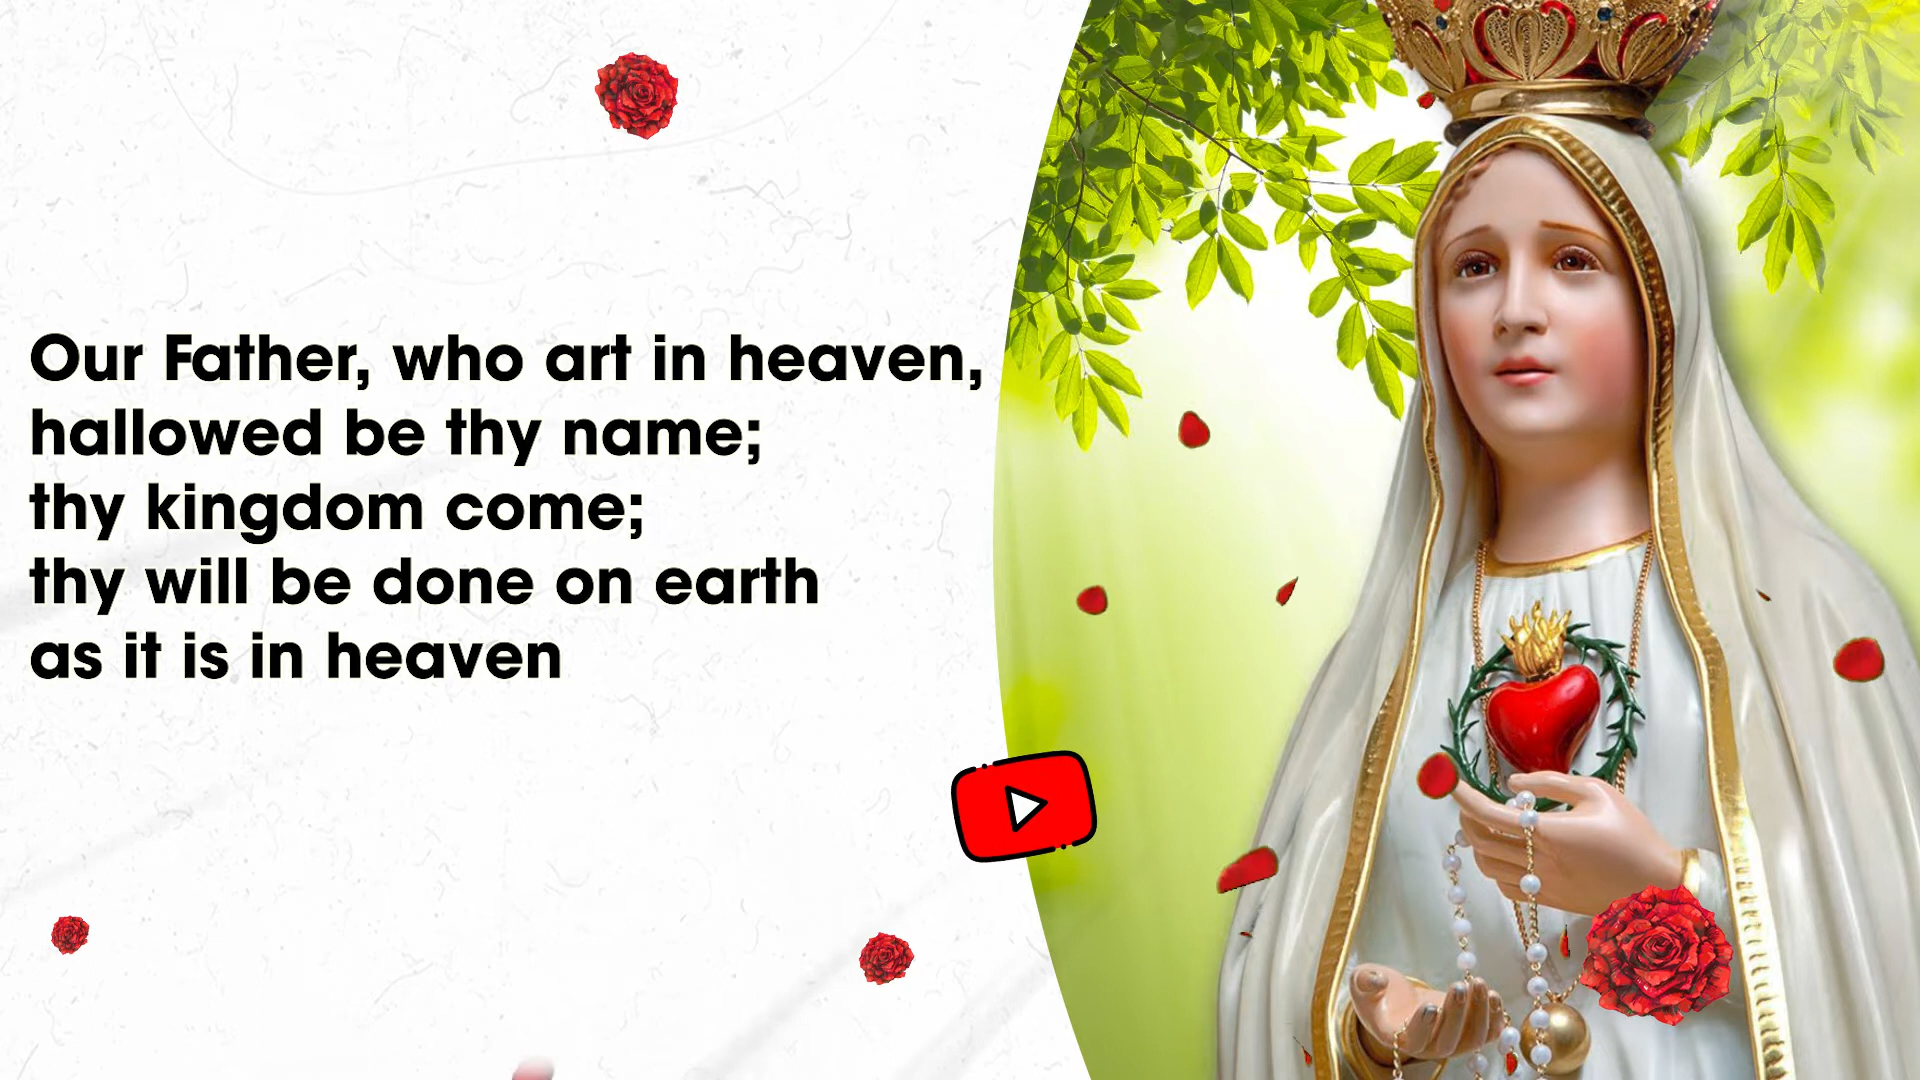 Our Father, who art in heaven,
hallowed be thy name;
thy kingdom come;
thy will be done on earth
as it is in heaven